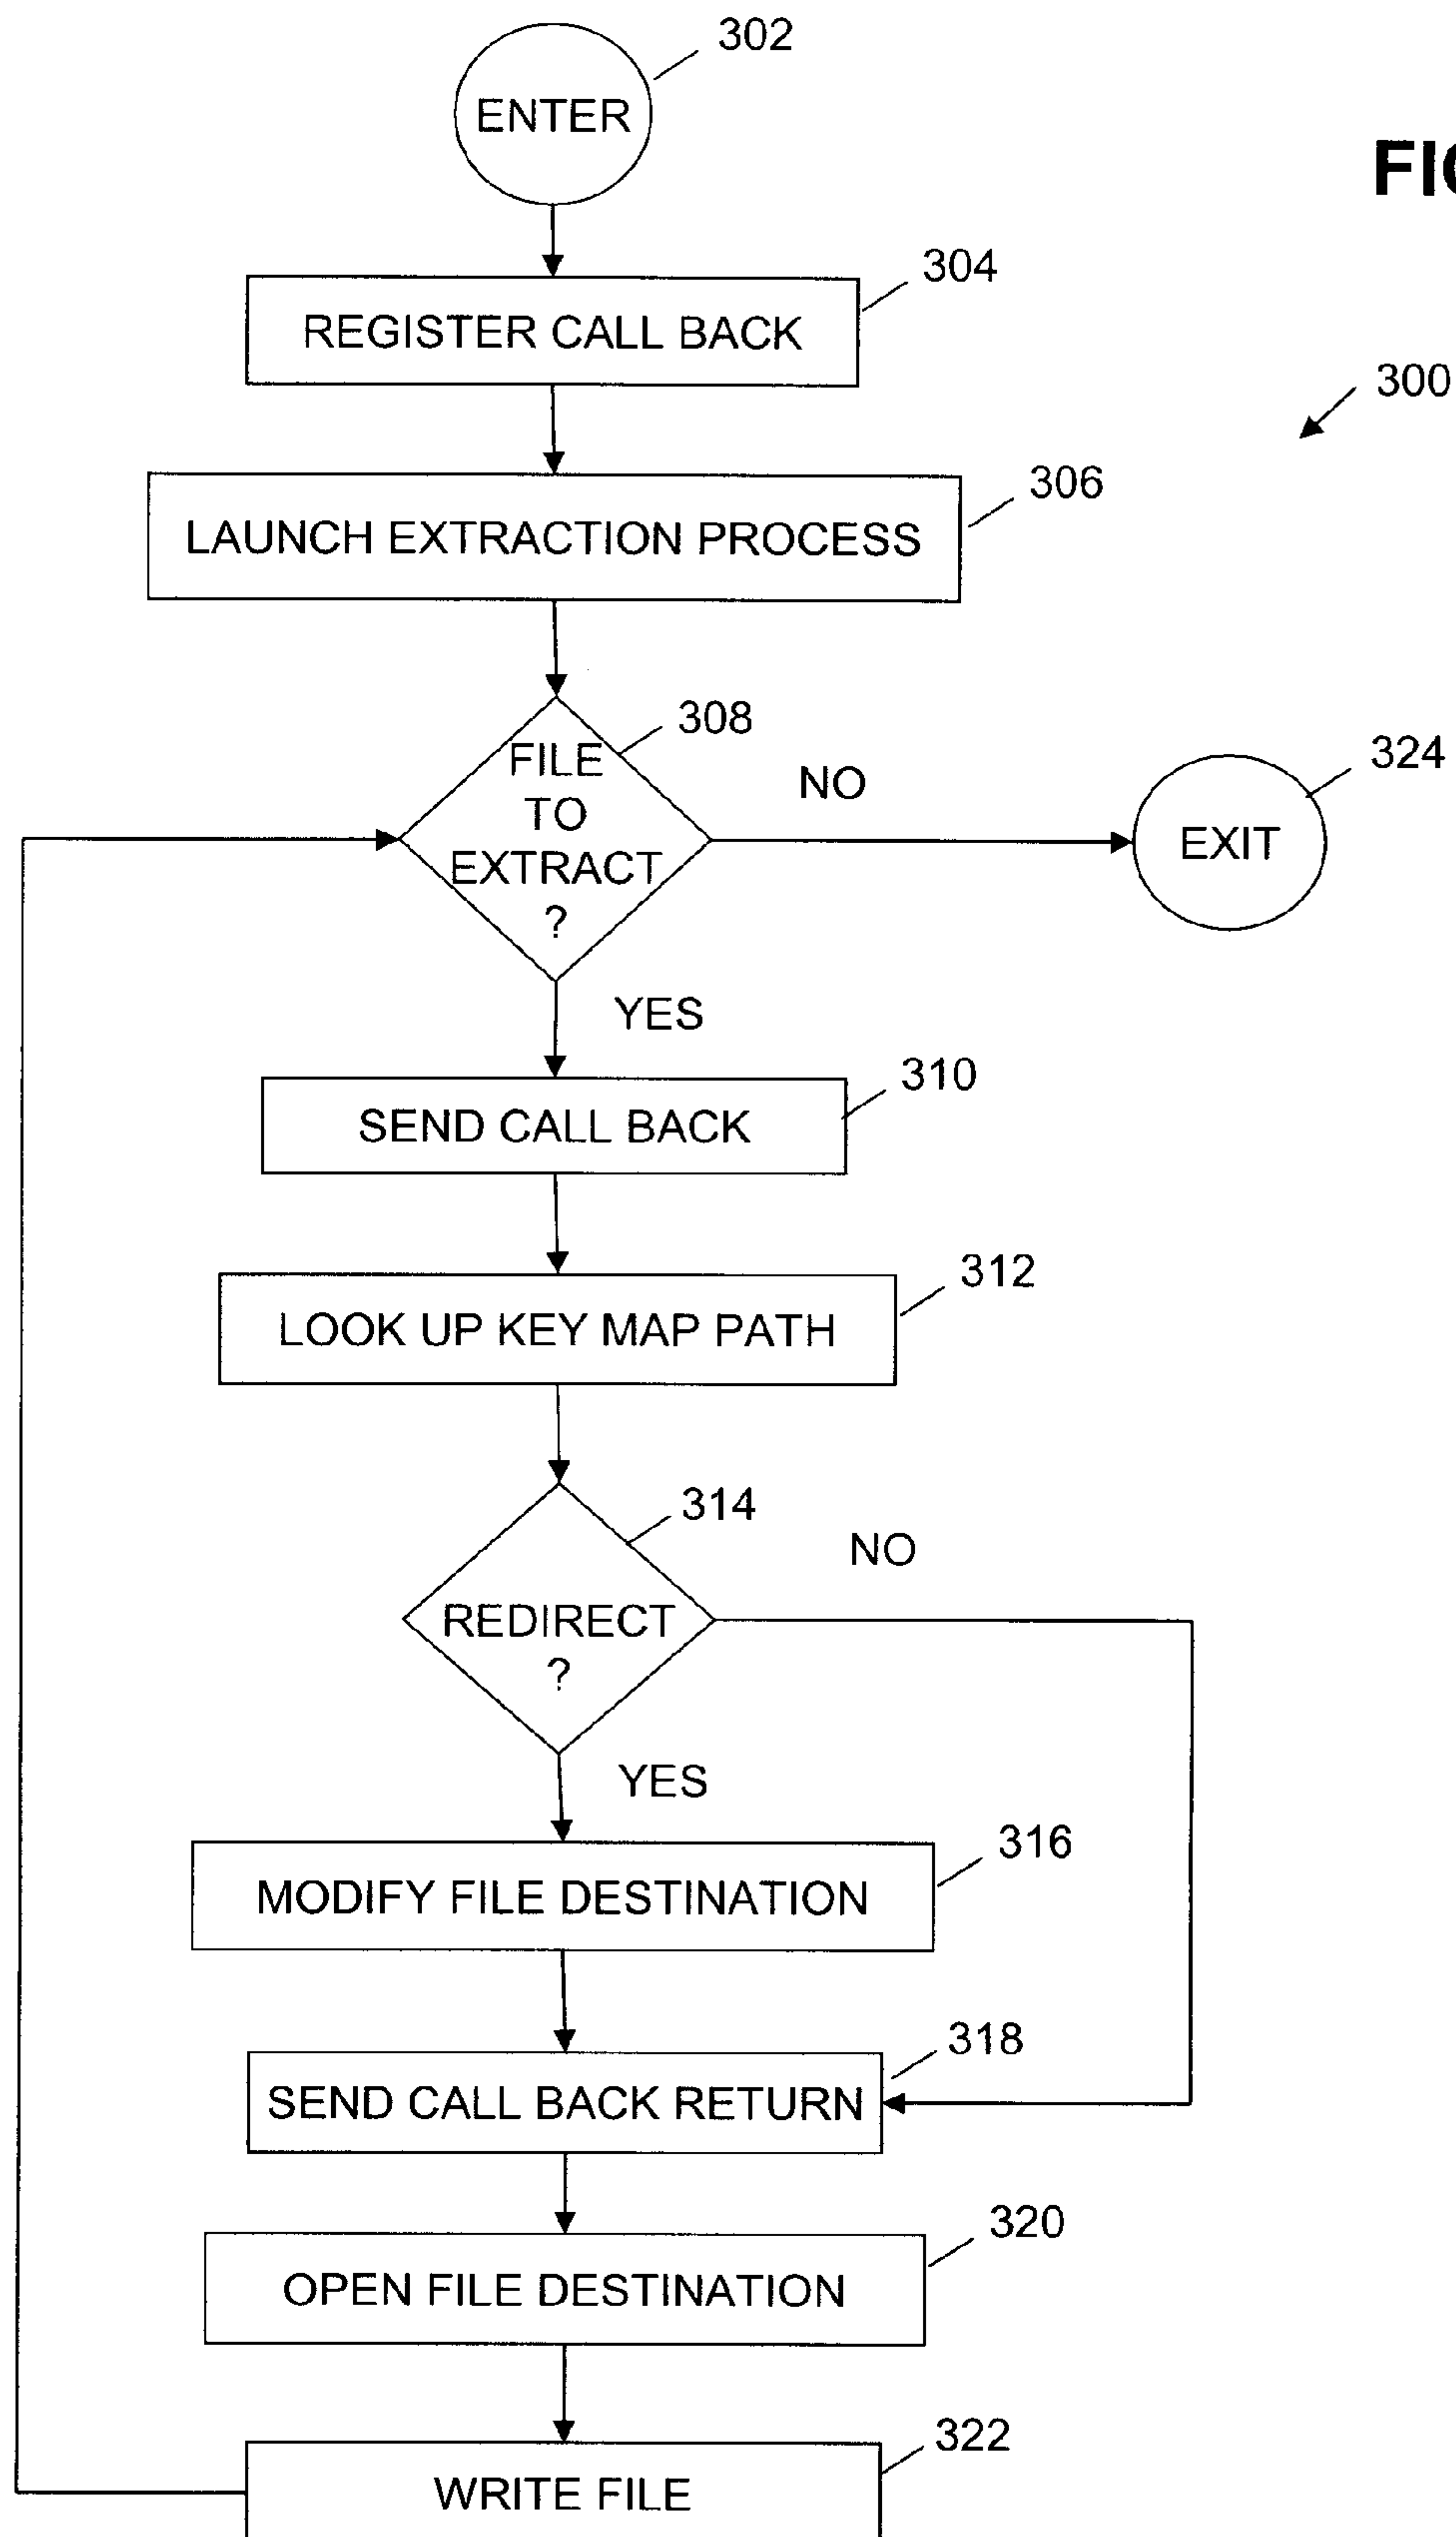 302
ENTER
FIG
304
REGISTER CALL BACK
300
306
LAUNCH EXTRACTION PROCESS
308
FILE
TO
EXTRACT
?
NO
324
EXIT
YES
310
SEND CALL BACK
312
LOOK UP KEY MAP PATH
314
NO
REDIRECT
?
YES
316
MODIFY FILE DESTINATION
318
SEND CALL BACK RETURN
320
OPEN FILE DESTINATION
322
WRITE FILE